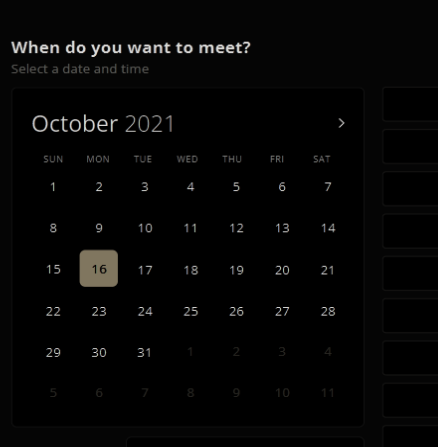 When do you want to meet?
Select a date and time
October 2021 >
SUN MON TUE WED THU FRI SAT
1 2 3 4 5 6 7
8 9 10 11 12 13 14
15 16 17 18 19 20 21
22 23 24 25 26 27 28
29 30 31 1 2 3 4
5 6 7 8 9 10 11